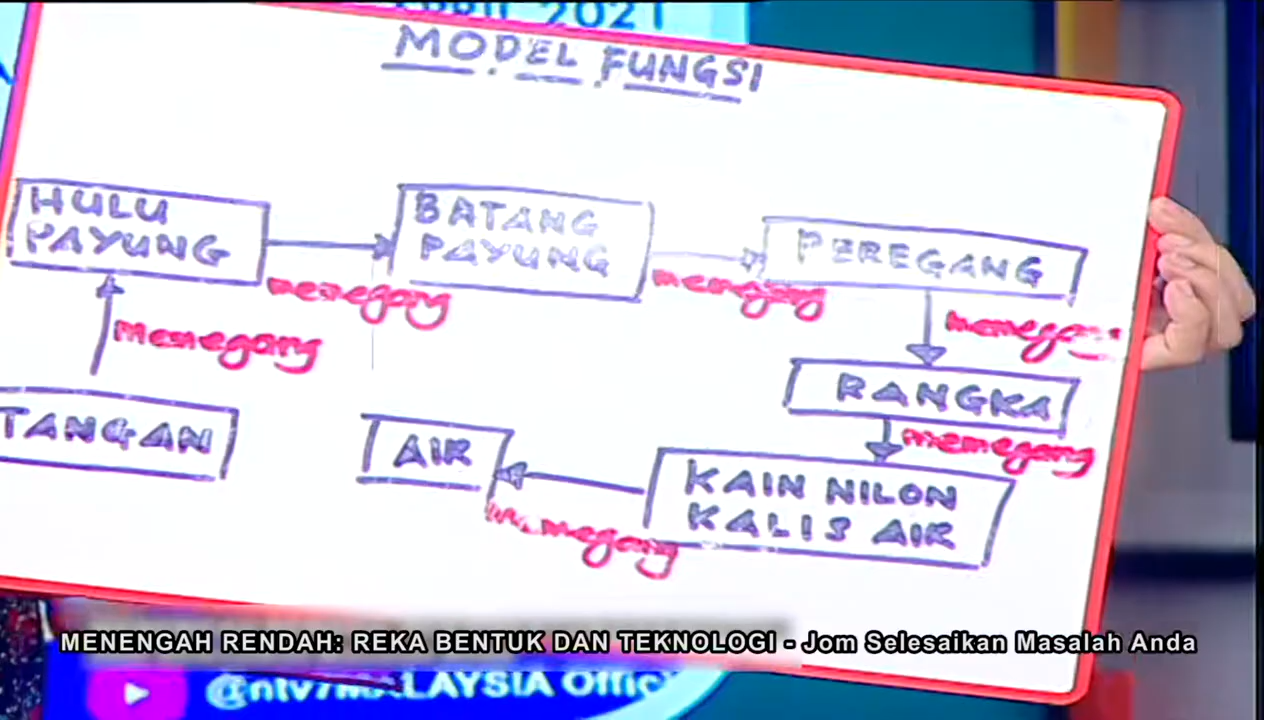 2021
MODEL FUNGSI
HULU
PAYUNG
menegang
BATANG
PAYUNG
menegang
PEREGANG
menegang
menegang
RANGKA
menegang
TANGAN
AIR
KAIN NILON
KALIS AIR
memegang
MENENGAH RENDAH: REKA BENTUK DAN TEKNOLOGI - Jom Selesaikan Masalah Anda